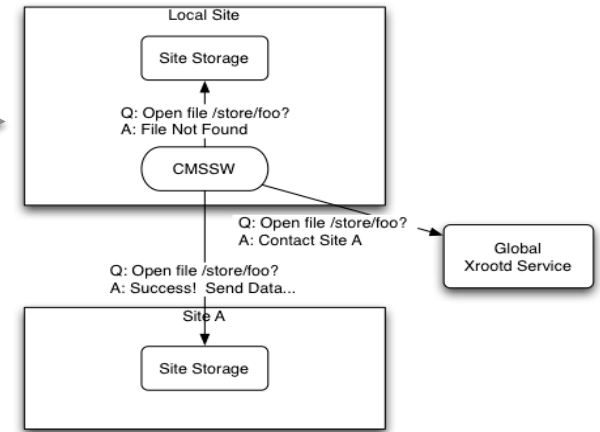 Local Site
Site Storage
Q: Open file /store/foo?
A: File Not Found
CMSSW
Q: Open file /store/foo?
A: Contact Site A
Global
Xrootd Service
Q: Open file /store/foo?
A: Success!  Send Data...
Site A
Site Storage